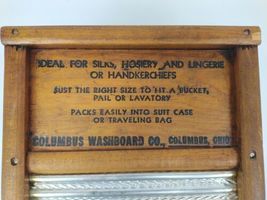 IDEAL FOR SILKS, HOSIERY AND LINGERIE
OR HANDKERCHIEFS
JUST THE RIGHT SIZE TO FIT A BUCKET,
PAIL OR LAVATORY
PACKS EASILY INTO SUIT CASE
OR TRAVELING BAG
COLUMBUS WASHBOARD CO., COLUMBUS, OHIO